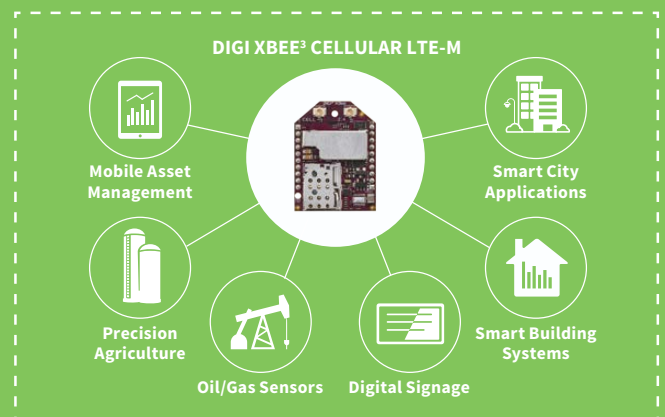 DIGI XBEE³ CELLULAR LTE-M
Mobile Asset
Management
Smart City
Applications
Precision
Agriculture
Smart Building
Systems
Oil/Gas Sensors
Digital Signage